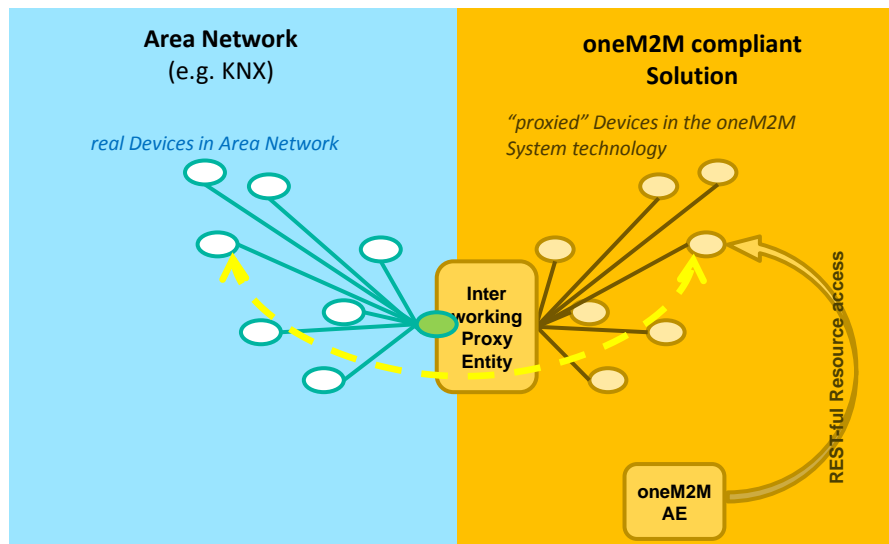 Area Network
(e.g. KNX)
real Devices in Area Network
oneM2M compliant
Solution
“proxied” Devices in the oneM2M
System technology
Inter
working
Proxy
Entity
REST-ful Resource access
oneM2M
AE